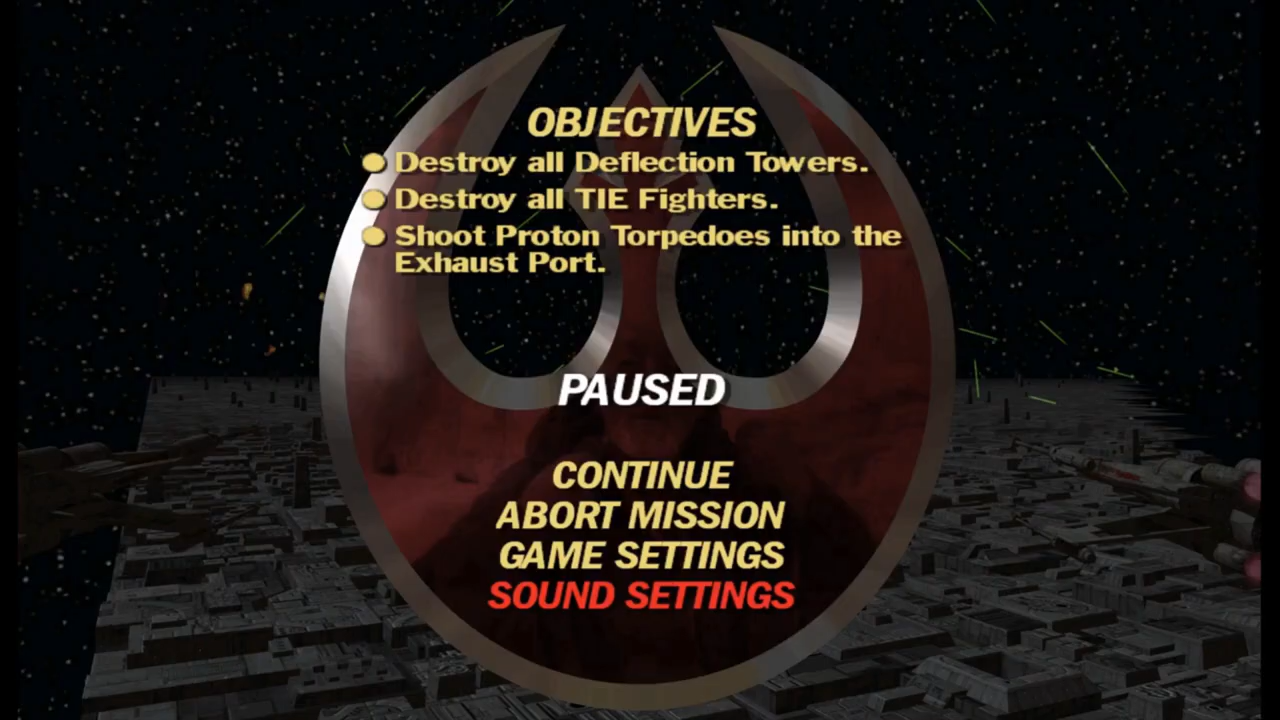 OBJECTIVES
Destroy all Deflection Towers.
Destroy all TIE Fighters.
Shoot Proton Torpedoes into the
Exhaust Port.
PAUSED
CONTINUE
ABORT MISSION
GAME SETTINGS
SOUND SETTINGS